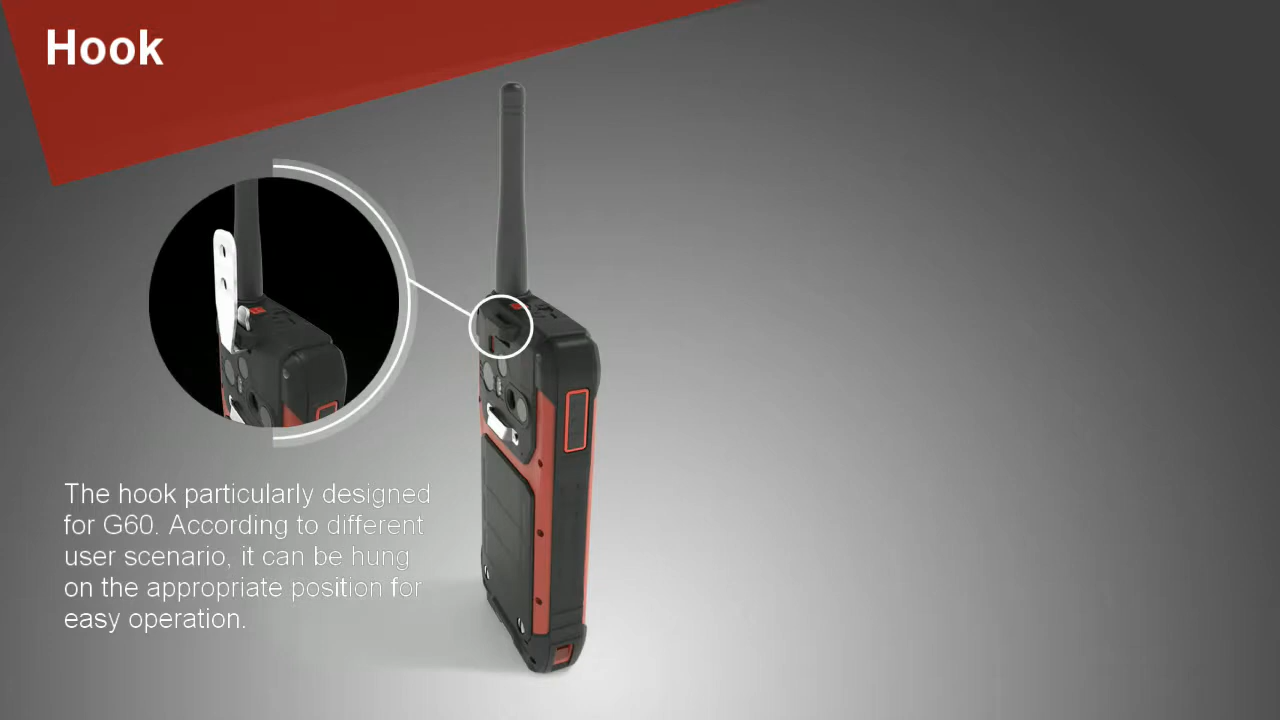 Hook
The hook particularly designed
for G60. According to different
user scenario, it can be hung
on the appropriate position for
easy operation.